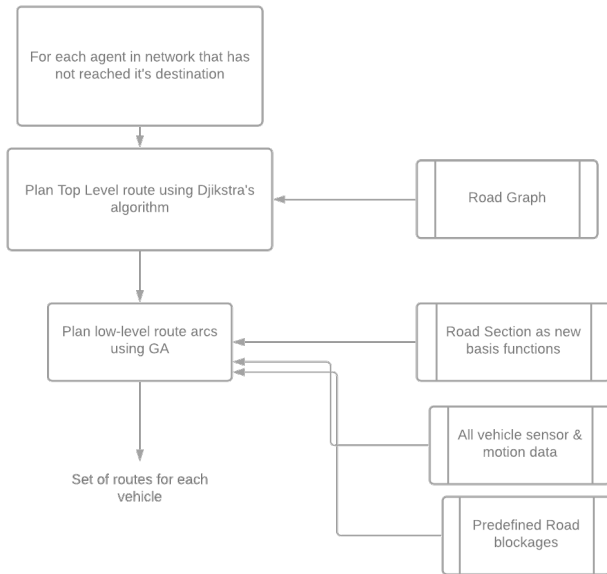 For each agent in network that has
not reached it's destination
Plan Top Level route using Djikstra's
algorithm
Road Graph
Plan low-level route arcs
using GA
Road Section as new
basis functions
All vehicle sensor &
motion data
Set of routes for each
vehicle
Predefined Road
blockages